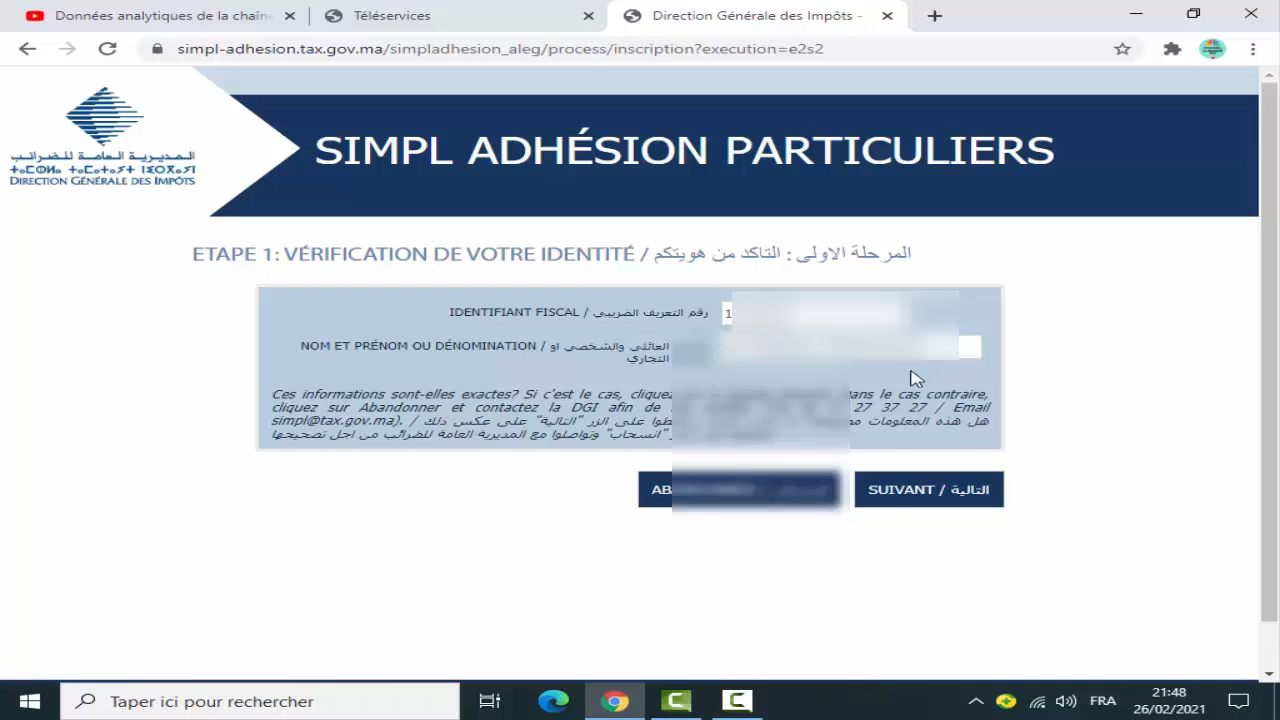 Données analytiques de la chaîne
Téléservices
Direction Générale des Impôts -
simpl-adhesion.tax.gov.ma/simpladhesion_aleg/process/inscription?execution=e2s2
المديرية العامة للضرائب
ⵜⴰⵎⵀⵍⴰ ⵜⴰⵎⴰⵜⴰⵢⵜ ⵏ ⵉⵖⵔⴰⵔⵏ
DIRECTION GÉNÉRALE DES IMPÔTS
SIMPL ADHÉSION PARTICULIERS
ETAPE 1: VÉRIFICATION DE VOTRE IDENTITÉ / المرحلة الاولى : التاكد من هويتكم
IDENTIFIANT FISCAL / رقم التعريف الضريبي
1
NOM ET PRÉNOM OU DÉNOMINATION / العائلي والشخصي او
التجاري
Ces informations sont-elles exactes? Si c'est le cas, cliquez dans le cas contraire,
cliquez sur Abandonner et contactez la DGI afin de 27 37 27 / Email
simpl@tax.gov.ma). / هل هذه المعلومات على الزر "التالية" على عكس ذلك
"انسحاب" وتواصلوا مع المديرية العامة للضرائب من اجل تصحيحها
SUIVANT / التالية
Taper ici pour rechercher
FRA
21:48
26/02/2021